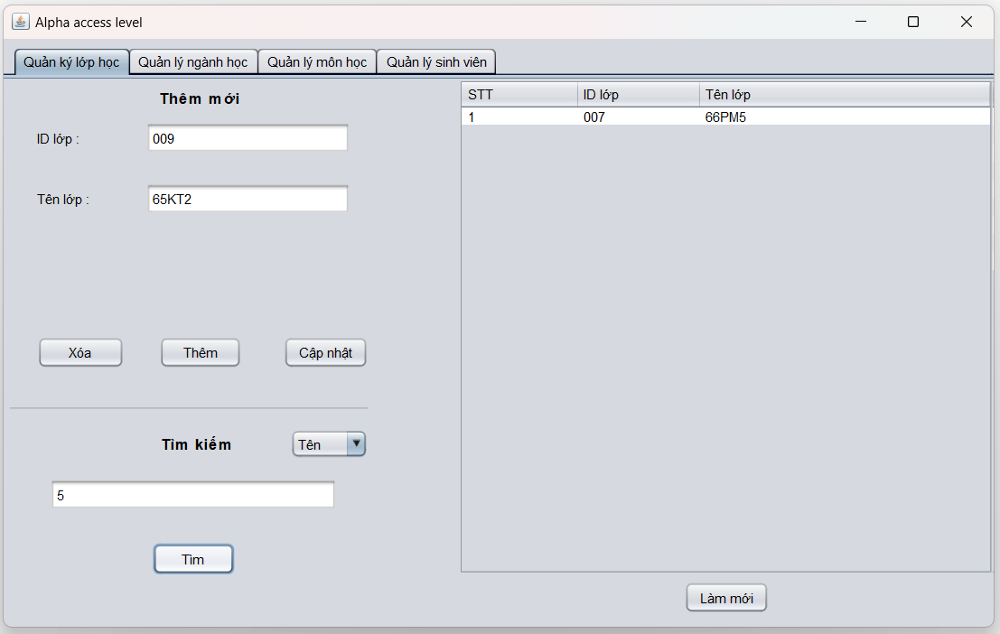 Alpha access level
Quản ký lớp học Quản lý ngành học Quản lý môn học Quản lý sinh viên
Thêm mới
ID lớp : 009
Tên lớp : 65KT2
Xóa Thêm Cập nhật
Tìm kiếm Tên
5
Tìm
STT ID lớp Tên lớp
1 007 66PM5
Làm mới